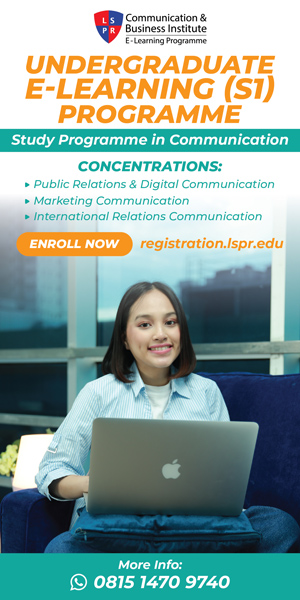 L S P R
Communication &
Business Institute
E-Learning Programme
UNDERGRADUATE
E-LEARNING (S1)
PROGRAMME
Study Programme in Communication
CONCENTRATIONS:
Public Relations & Digital Communication
Marketing Communication
International Relations Communication
ENROLL NOW registration.lspr.edu
More Info:
0815 1470 9740